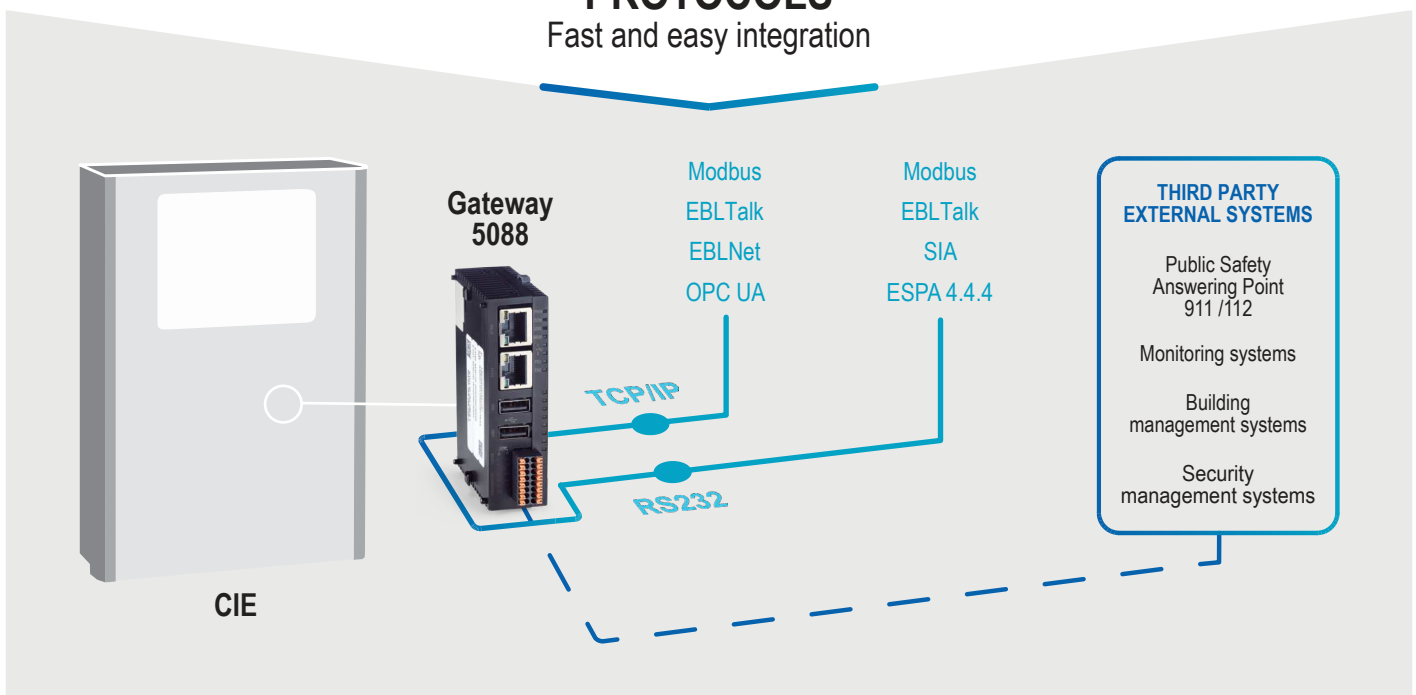 PROTOCOLS
Fast and easy integration
Gateway
5088
Modbus
EBLTalk
EBLNet
OPC UA
Modbus
EBLTalk
SIA
ESPA 4.4.4
TCP/IP
RS232
CIE
THIRD PARTY
EXTERNAL SYSTEMS
Public Safety
Answering Point
911 /112
Monitoring systems
Building
management systems
Security
management systems